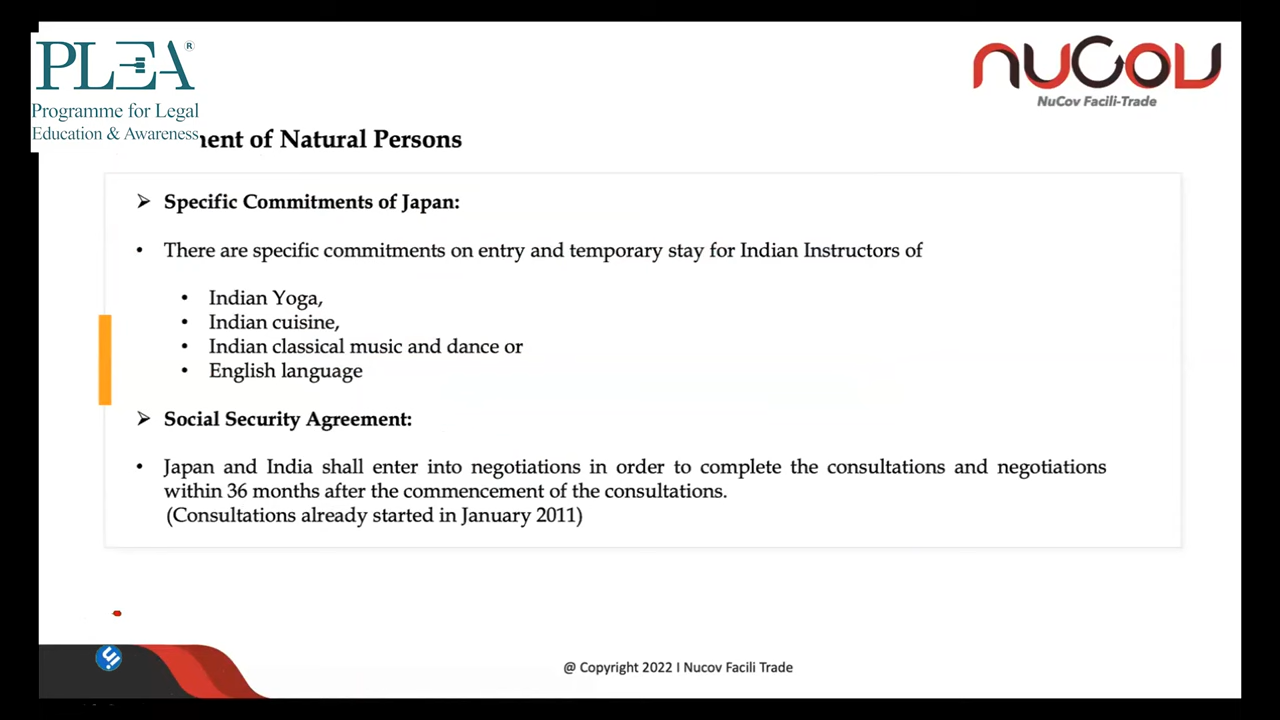 PLEA®
Programme for Legal
Education & Awareness
nuCov
NuCov Facili-Trade
of Natural Persons
➢ Specific Commitments of Japan:
• There are specific commitments on entry and temporary stay for Indian Instructors of
• Indian Yoga,
• Indian cuisine,
• Indian classical music and dance or
• English language
➢ Social Security Agreement:
• Japan and India shall enter into negotiations in order to complete the consultations and negotiations
within 36 months after the commencement of the consultations.
(Consultations already started in January 2011)
@ Copyright 2022 I Nucov Facili Trade